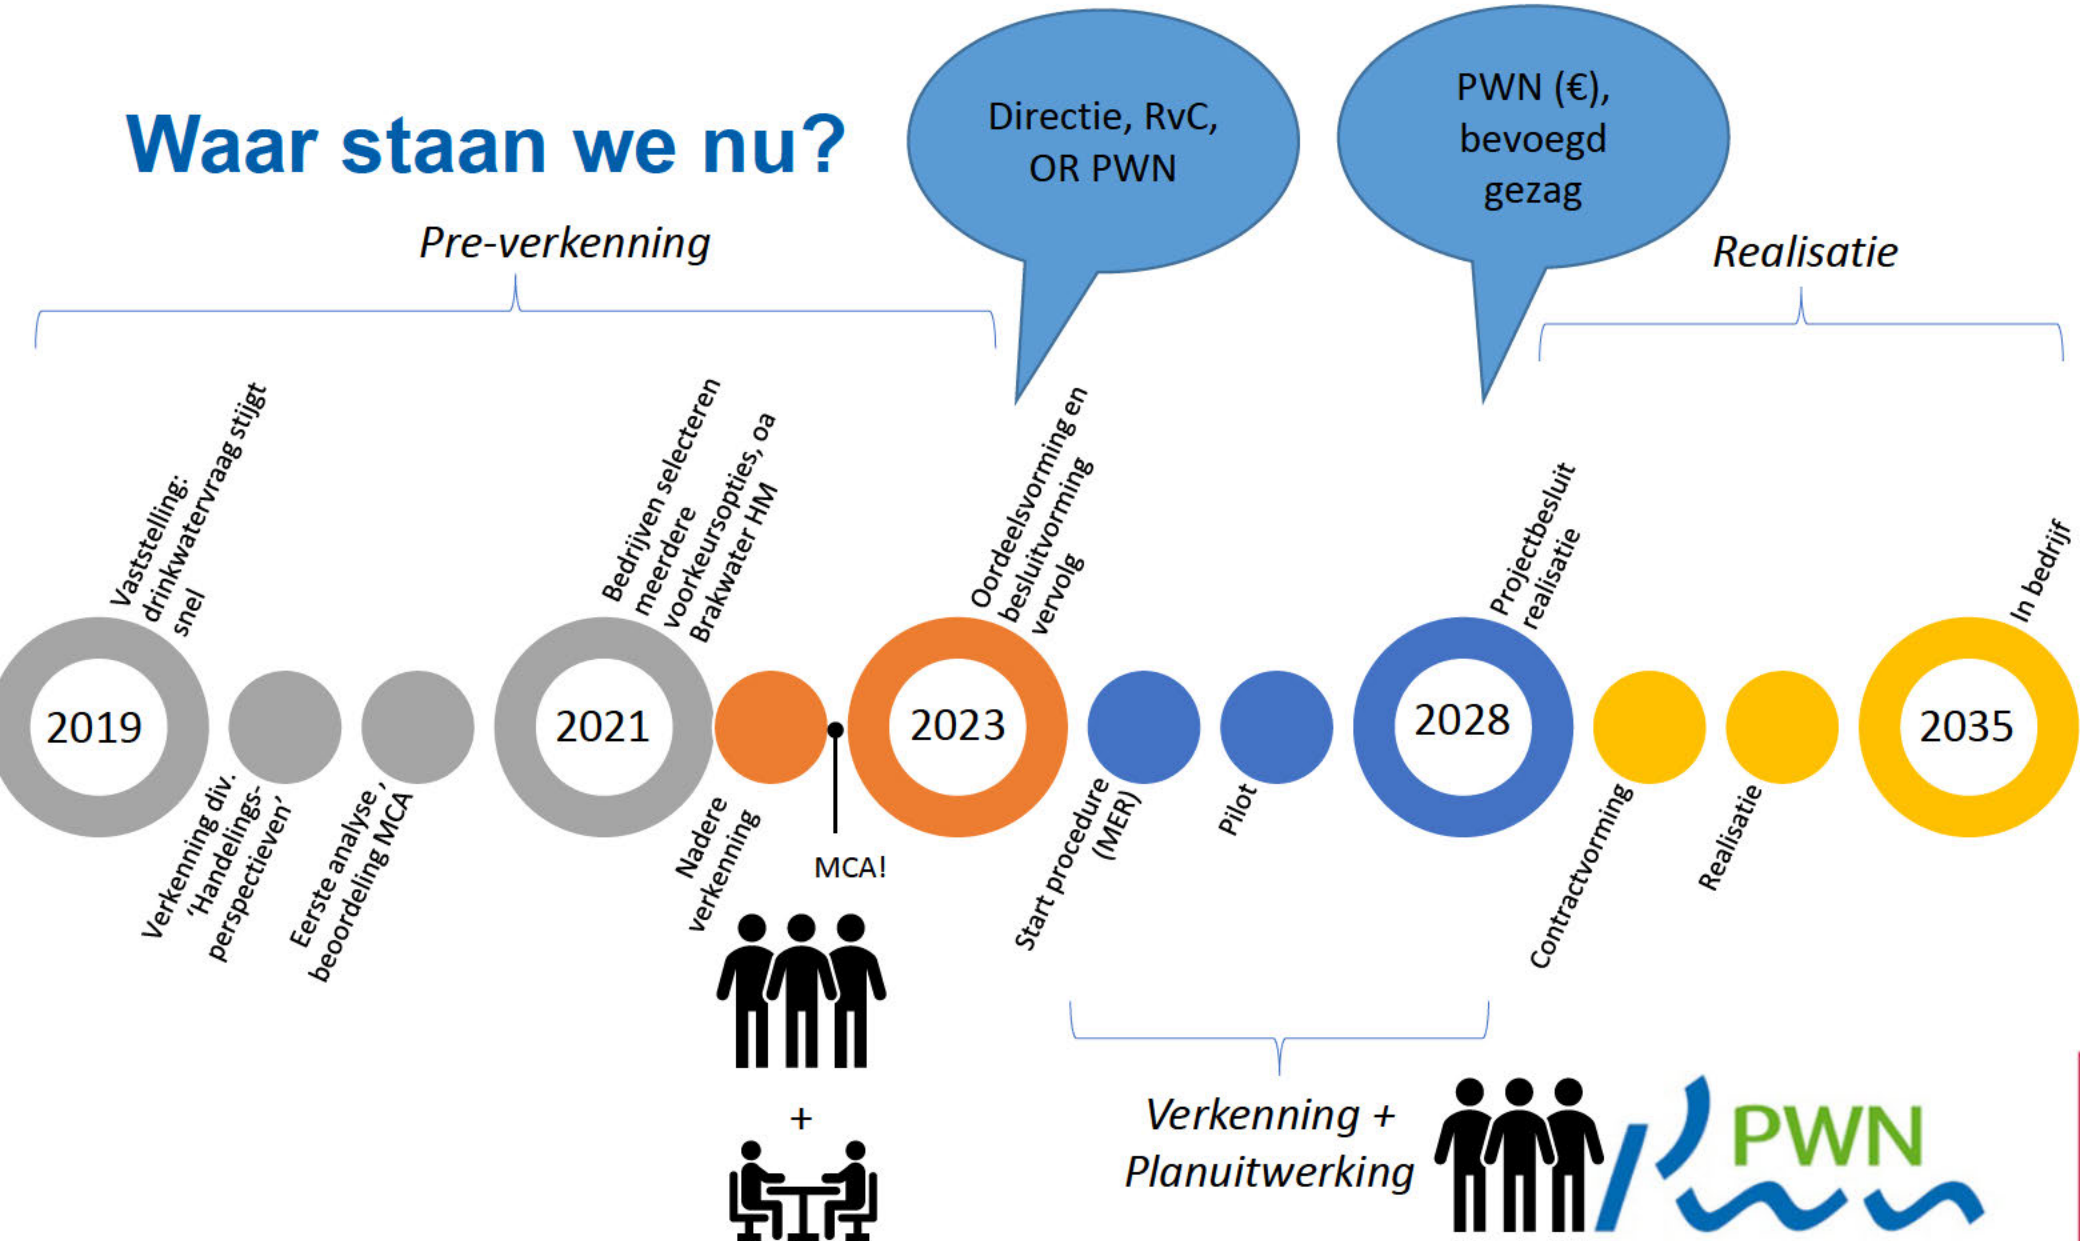 Waar staan we nu?
Directie, RvC,
OR PWN
PWN (€),
bevoegd
gezag
Pre-verkenning
Realisatie
Vaststelling:
drinkwatervraag stijgt
snel
Bedrijven selecteren
meerdere
voorkeursopties, oa
Brakwater HM
Oordeelsvorming en
besluitvorming
vervolg
Projectbesluit
realisatie
In bedrijf
2019
2021
2023
2028
2035
Verkenning div.
‘Handelings-
perspectieven’
Eerste analyse ,
beoordeling MCA
Nadere
verkenning
MCA!
Start procedure
(MER)
Pilot
Contractvorming
Realisatie
+
Verkenning +
Planuitwerking
PWN